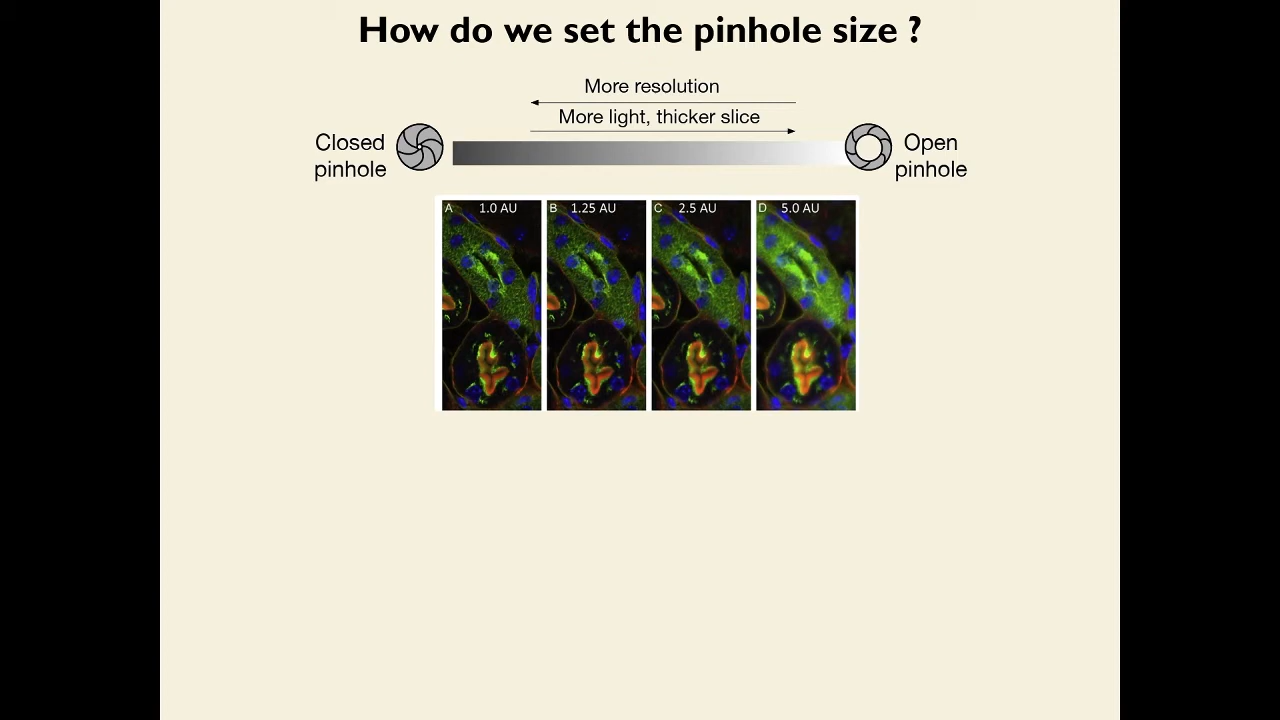 How do we set the pinhole size ?
More resolution
More light, thicker slice
Closed
pinhole
Open
pinhole
A 1.0 AU
B 1.25 AU
C 2.5 AU
D 5.0 AU